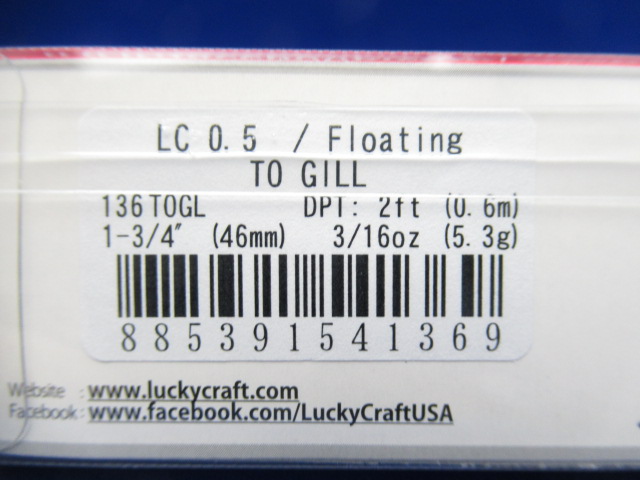 LC 0.5 / Floating
TO GILL
136TOGL DPT: 2ft (0.6m)
1-3/4" (46mm) 3/16oz (5.3g)
885391541369
Website : www.luckycraft.com
Facebook: www.facebook.com/LuckyCraftUSA